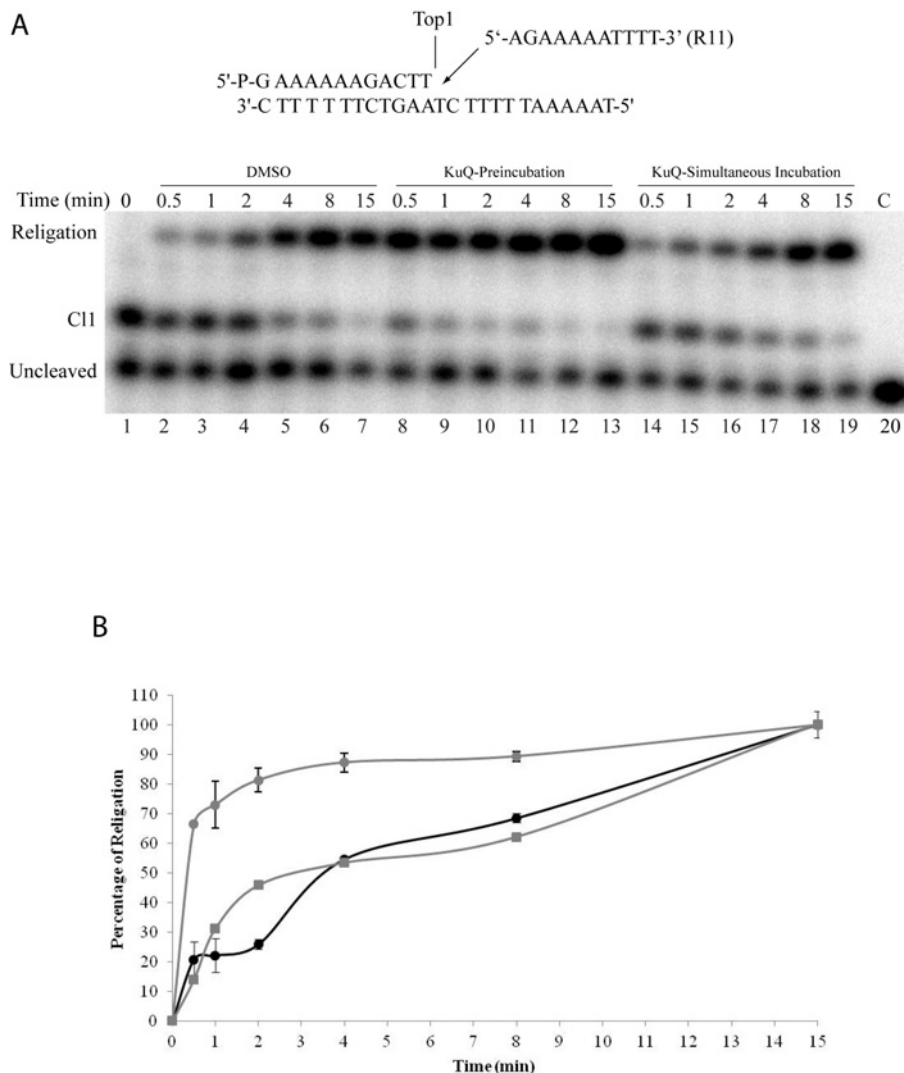 A
Top1
5‘-AGAAAAATTTT-3’ (R11)
5'-P-G AAAAAAGACTT
3'-C TT T T TTCTGAATC TTTT TAAAAAT-5'
DMSO KuQ-Preincubation KuQ-Simultaneous Incubation
Time (min) 0 0.5 1 2 4 8 15 0.5 1 2 4 8 15 0.5 1 2 4 8 15 C
Religation
Cl1
Uncleaved
1 2 3 4 5 6 7 8 9 10 11 12 13 14 15 16 17 18 19 20
B
Percentage of Religation
110
100
90
80
70
60
50
40
30
20
10
0
0 1 2 3 4 5 6 7 8 9 10 11 12 13 14 15
Time (min)